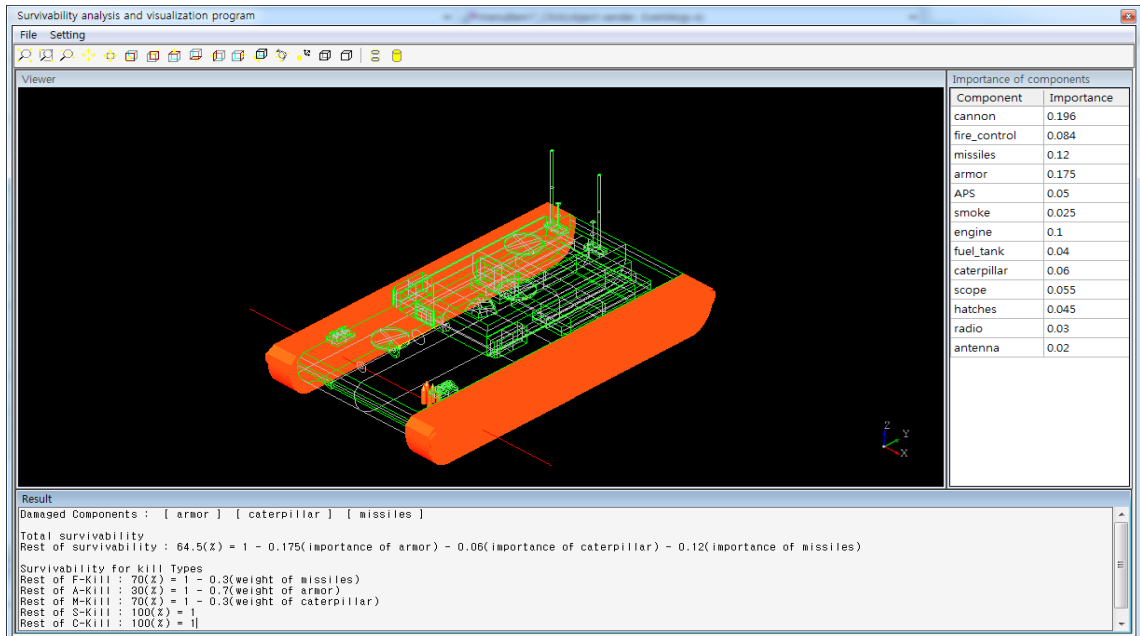 Survivability analysis and visualization program
File Setting
Viewer
Importance of components
Component Importance
cannon 0.196
fire_control 0.084
missiles 0.12
armor 0.175
APS 0.05
smoke 0.025
engine 0.1
fuel_tank 0.04
caterpillar 0.06
scope 0.055
hatches 0.045
radio 0.03
antenna 0.02
Z
Y
X
Result
Damaged Components : [ armor ] [ caterpillar ] [ missiles ]
Total survivability
Rest of survivability : 64.5(%) = 1 - 0.175(importance of armor) - 0.06(importance of caterpillar) - 0.12(importance of missiles)
Survivability for kill Types
Rest of F-Kill : 70(%) = 1 - 0.3(weight of missiles)
Rest of A-Kill : 30(%) = 1 - 0.7(weight of armor)
Rest of M-Kill : 70(%) = 1 - 0.3(weight of caterpillar)
Rest of S-Kill : 100(%) = 1
Rest of C-Kill : 100(%) = 1